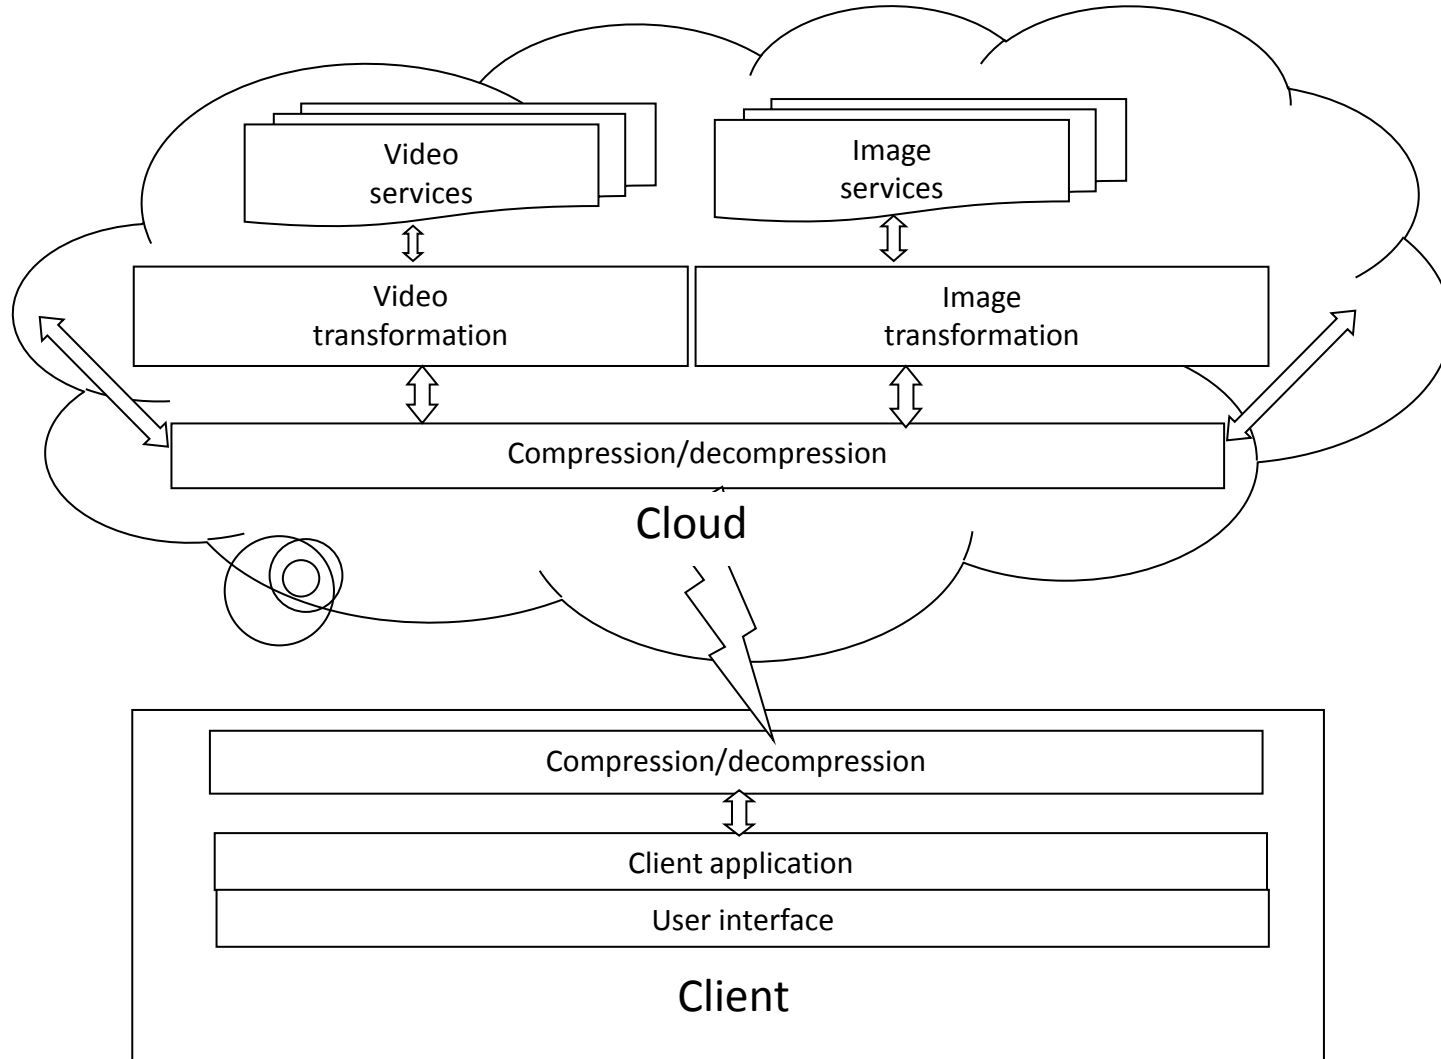 Video
services
Image
services
Video
transformation
Image
transformation
Compression/decompression
Cloud
Compression/decompression
Client application
User interface
Client